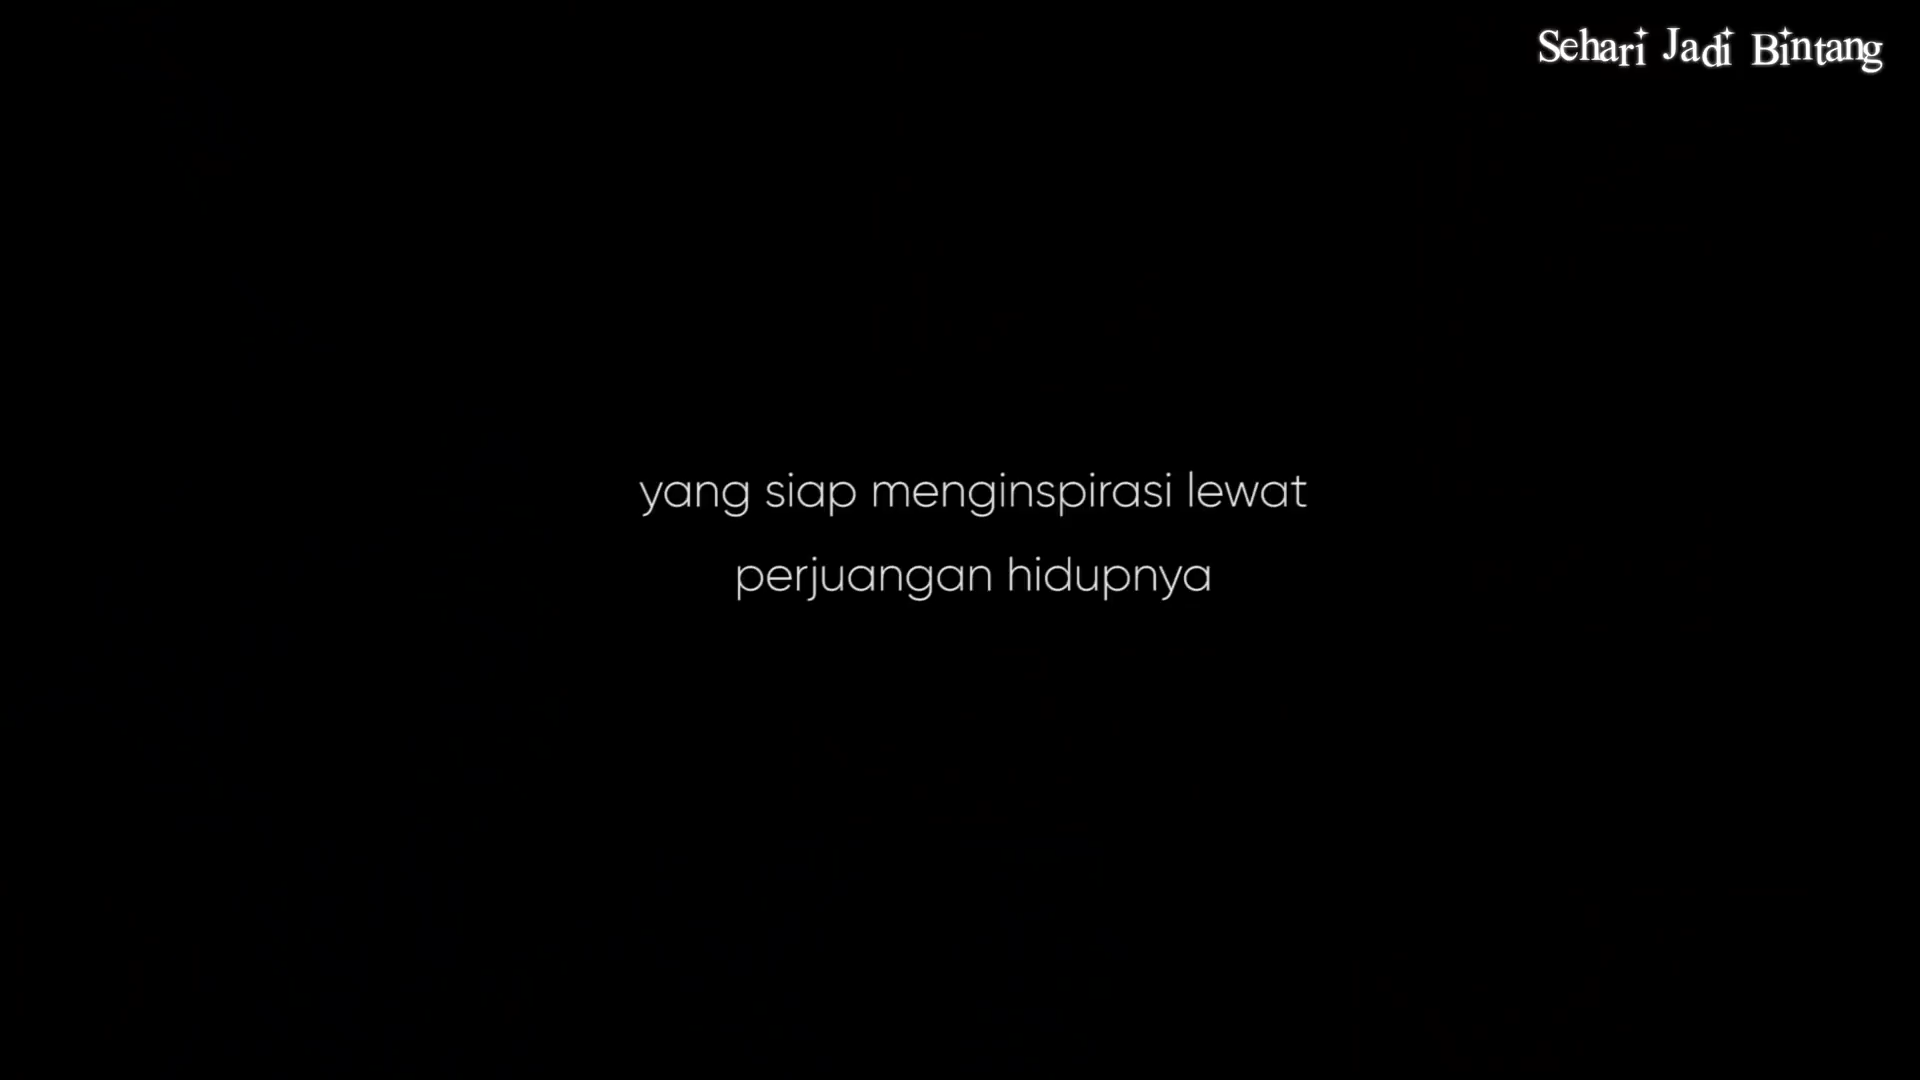 Sehari Jadi Bintang
yang siap menginspirasi lewat
perjuangan hidupnya